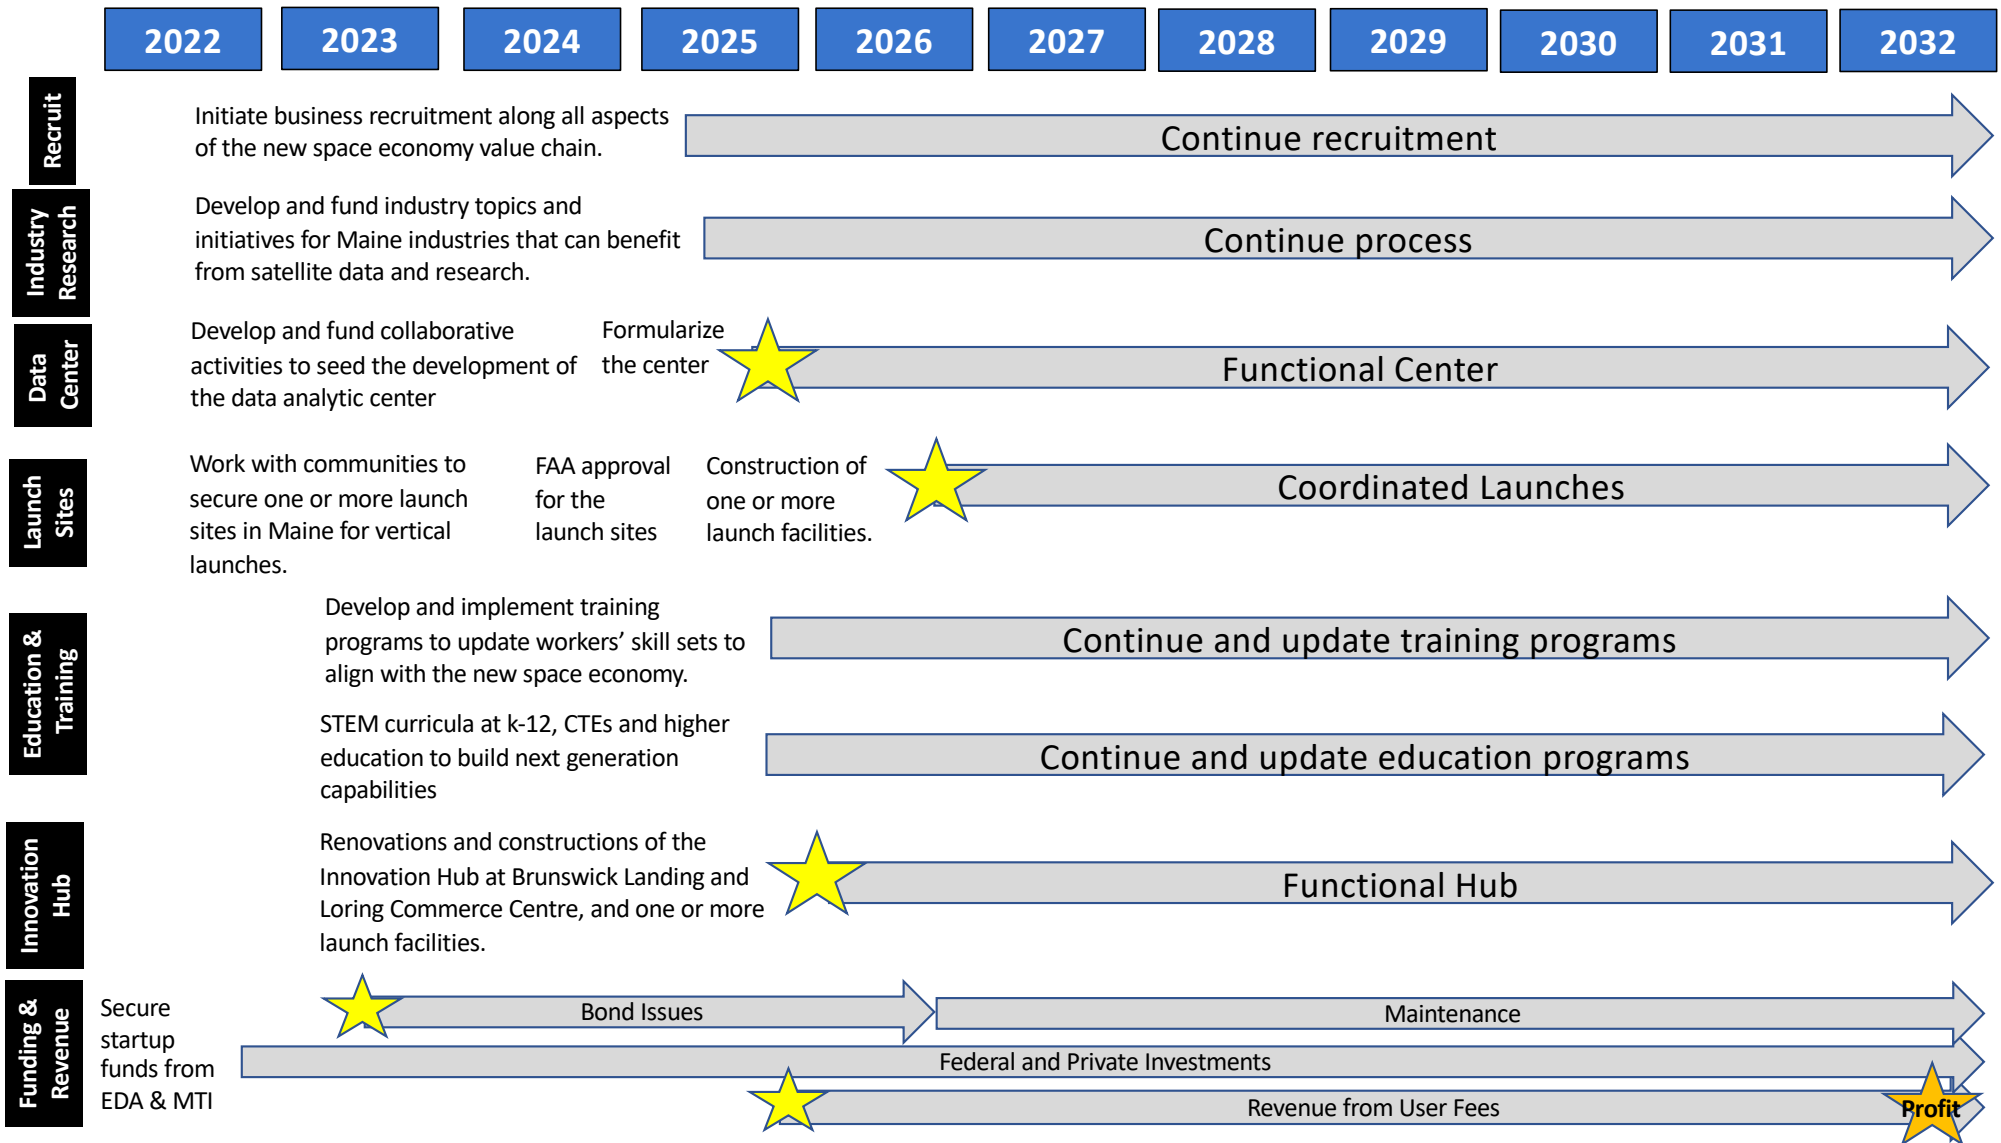 2022 2023 2024 2025 2026 2027 2028 2029 2030 2031 2032
Recruit
Initiate business recruitment along all aspects
of the new space economy value chain.
Continue recruitment
Industry
Research
Develop and fund industry topics and
initiatives for Maine industries that can benefit
from satellite data and research.
Continue process
Data
Center
Develop and fund collaborative
activities to seed the development of
the data analytic center
Formularize
the center
Functional Center
Launch
Sites
Work with communities to
secure one or more launch
sites in Maine for vertical
launches.
FAA approval
for the
launch sites
Construction of
one or more
launch facilities.
Coordinated Launches
Education &
Training
Develop and implement training
programs to update workers’ skill sets to
align with the new space economy.
Continue and update training programs
STEM curricula at k-12, CTEs and higher
education to build next generation
capabilities
Continue and update education programs
Innovation
Hub
Renovations and constructions of the
Innovation Hub at Brunswick Landing and
Loring Commerce Centre, and one or more
launch facilities.
Functional Hub
Funding &
Revenue
Secure
startup
funds from
EDA & MTI
Bond Issues
Maintenance
Federal and Private Investments
Revenue from User Fees
Profit